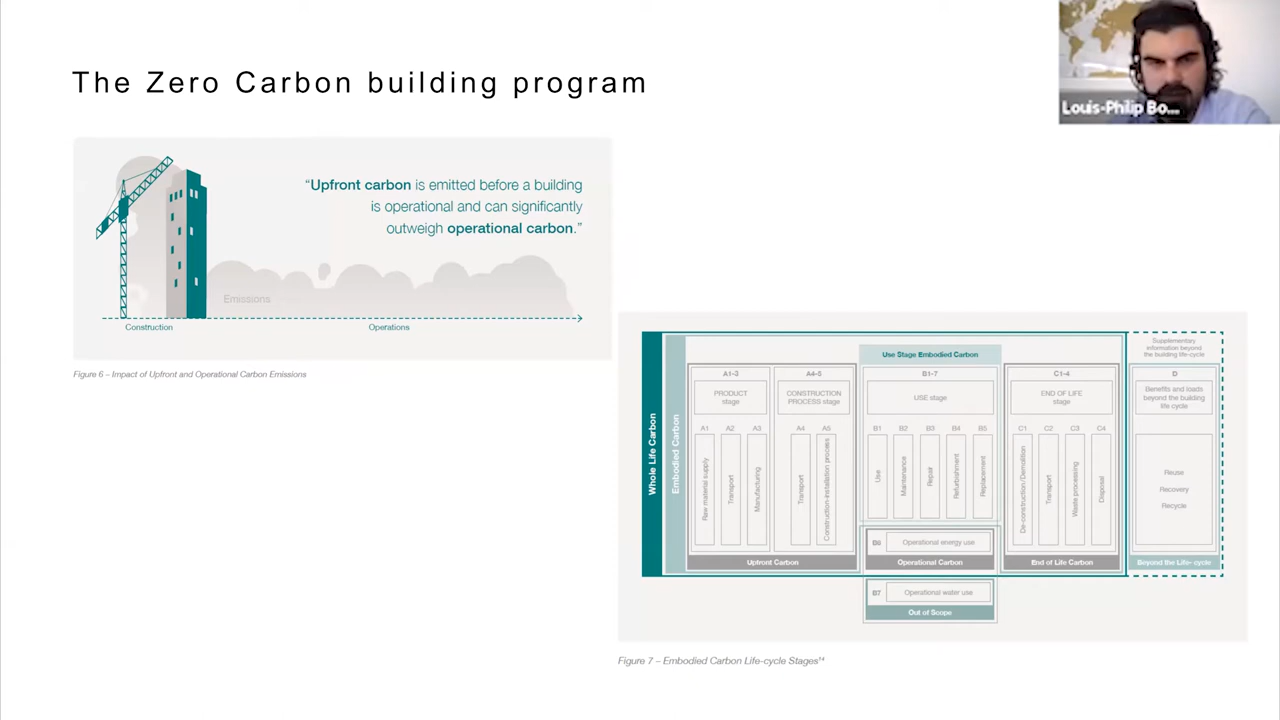 The Zero Carbon building program
Louis-Philip Bo...
“Upfront carbon is emitted before a building
is operational and can significantly
outweigh operational carbon.”
Emissions
Construction
Operations
Figure 6 – Impact of Upfront and Operational Carbon Emissions
Whole Life Carbon
Embodied Carbon
Use Stage Embodied Carbon
Supplementary
information beyond
the building life-cycle
A1-3
PRODUCT
stage
A4-5
CONSTRUCTION
PROCESS stage
B1-7
USE stage
C1-4
END OF LIFE
stage
D
Benefits and loads
beyond the building
life cycle
A1
A2
A3
A4
A5
B1
B2
B3
B4
B5
C1
C2
C3
C4
Raw material supply
Transport
Manufacturing
Transport
Construction-installation process
Use
Maintenance
Repair
Refurbishment
Replacement
De-construction/Demolition
Transport
Waste processing
Disposal
Reuse
Recovery
Recycle
B6
Operational energy use
Upfront Carbon
Operational Carbon
End of Life Carbon
Beyond the Life- cycle
B7
Operational water use
Out of Scope
Figure 7 – Embodied Carbon Life-cycle Stages¹⁴